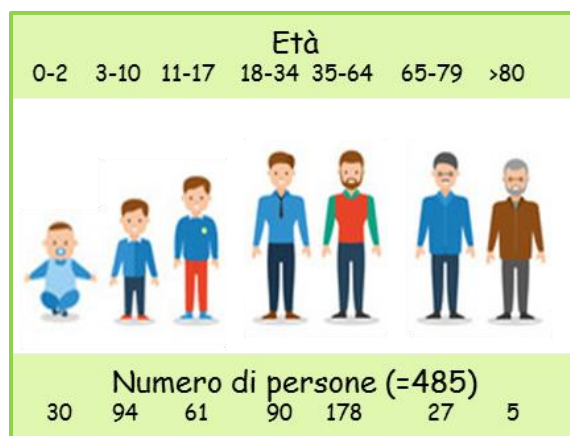 Età
0-2 3-10 11-17 18-34 35-64 65-79 >80
Numero di persone (=485)
30 94 61 90 178 27 5